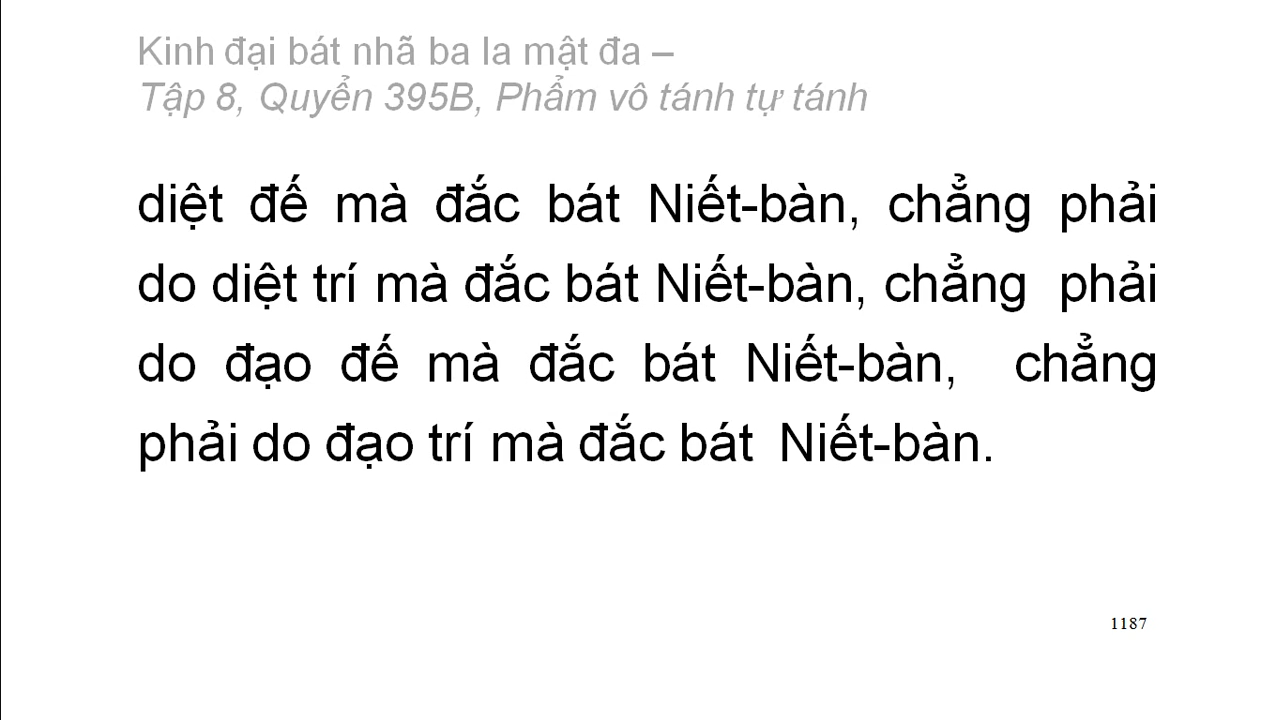 Kinh đại bát nhã ba la mật đa –
Tập 8, Quyển 395B, Phẩm vô tánh tự tánh
diệt đế mà đắc bát Niết-bàn, chẳng phải
do diệt trí mà đắc bát Niết-bàn, chẳng phải
do đạo đế mà đắc bát Niết-bàn, chẳng
phải do đạo trí mà đắc bát Niết-bàn.
1187